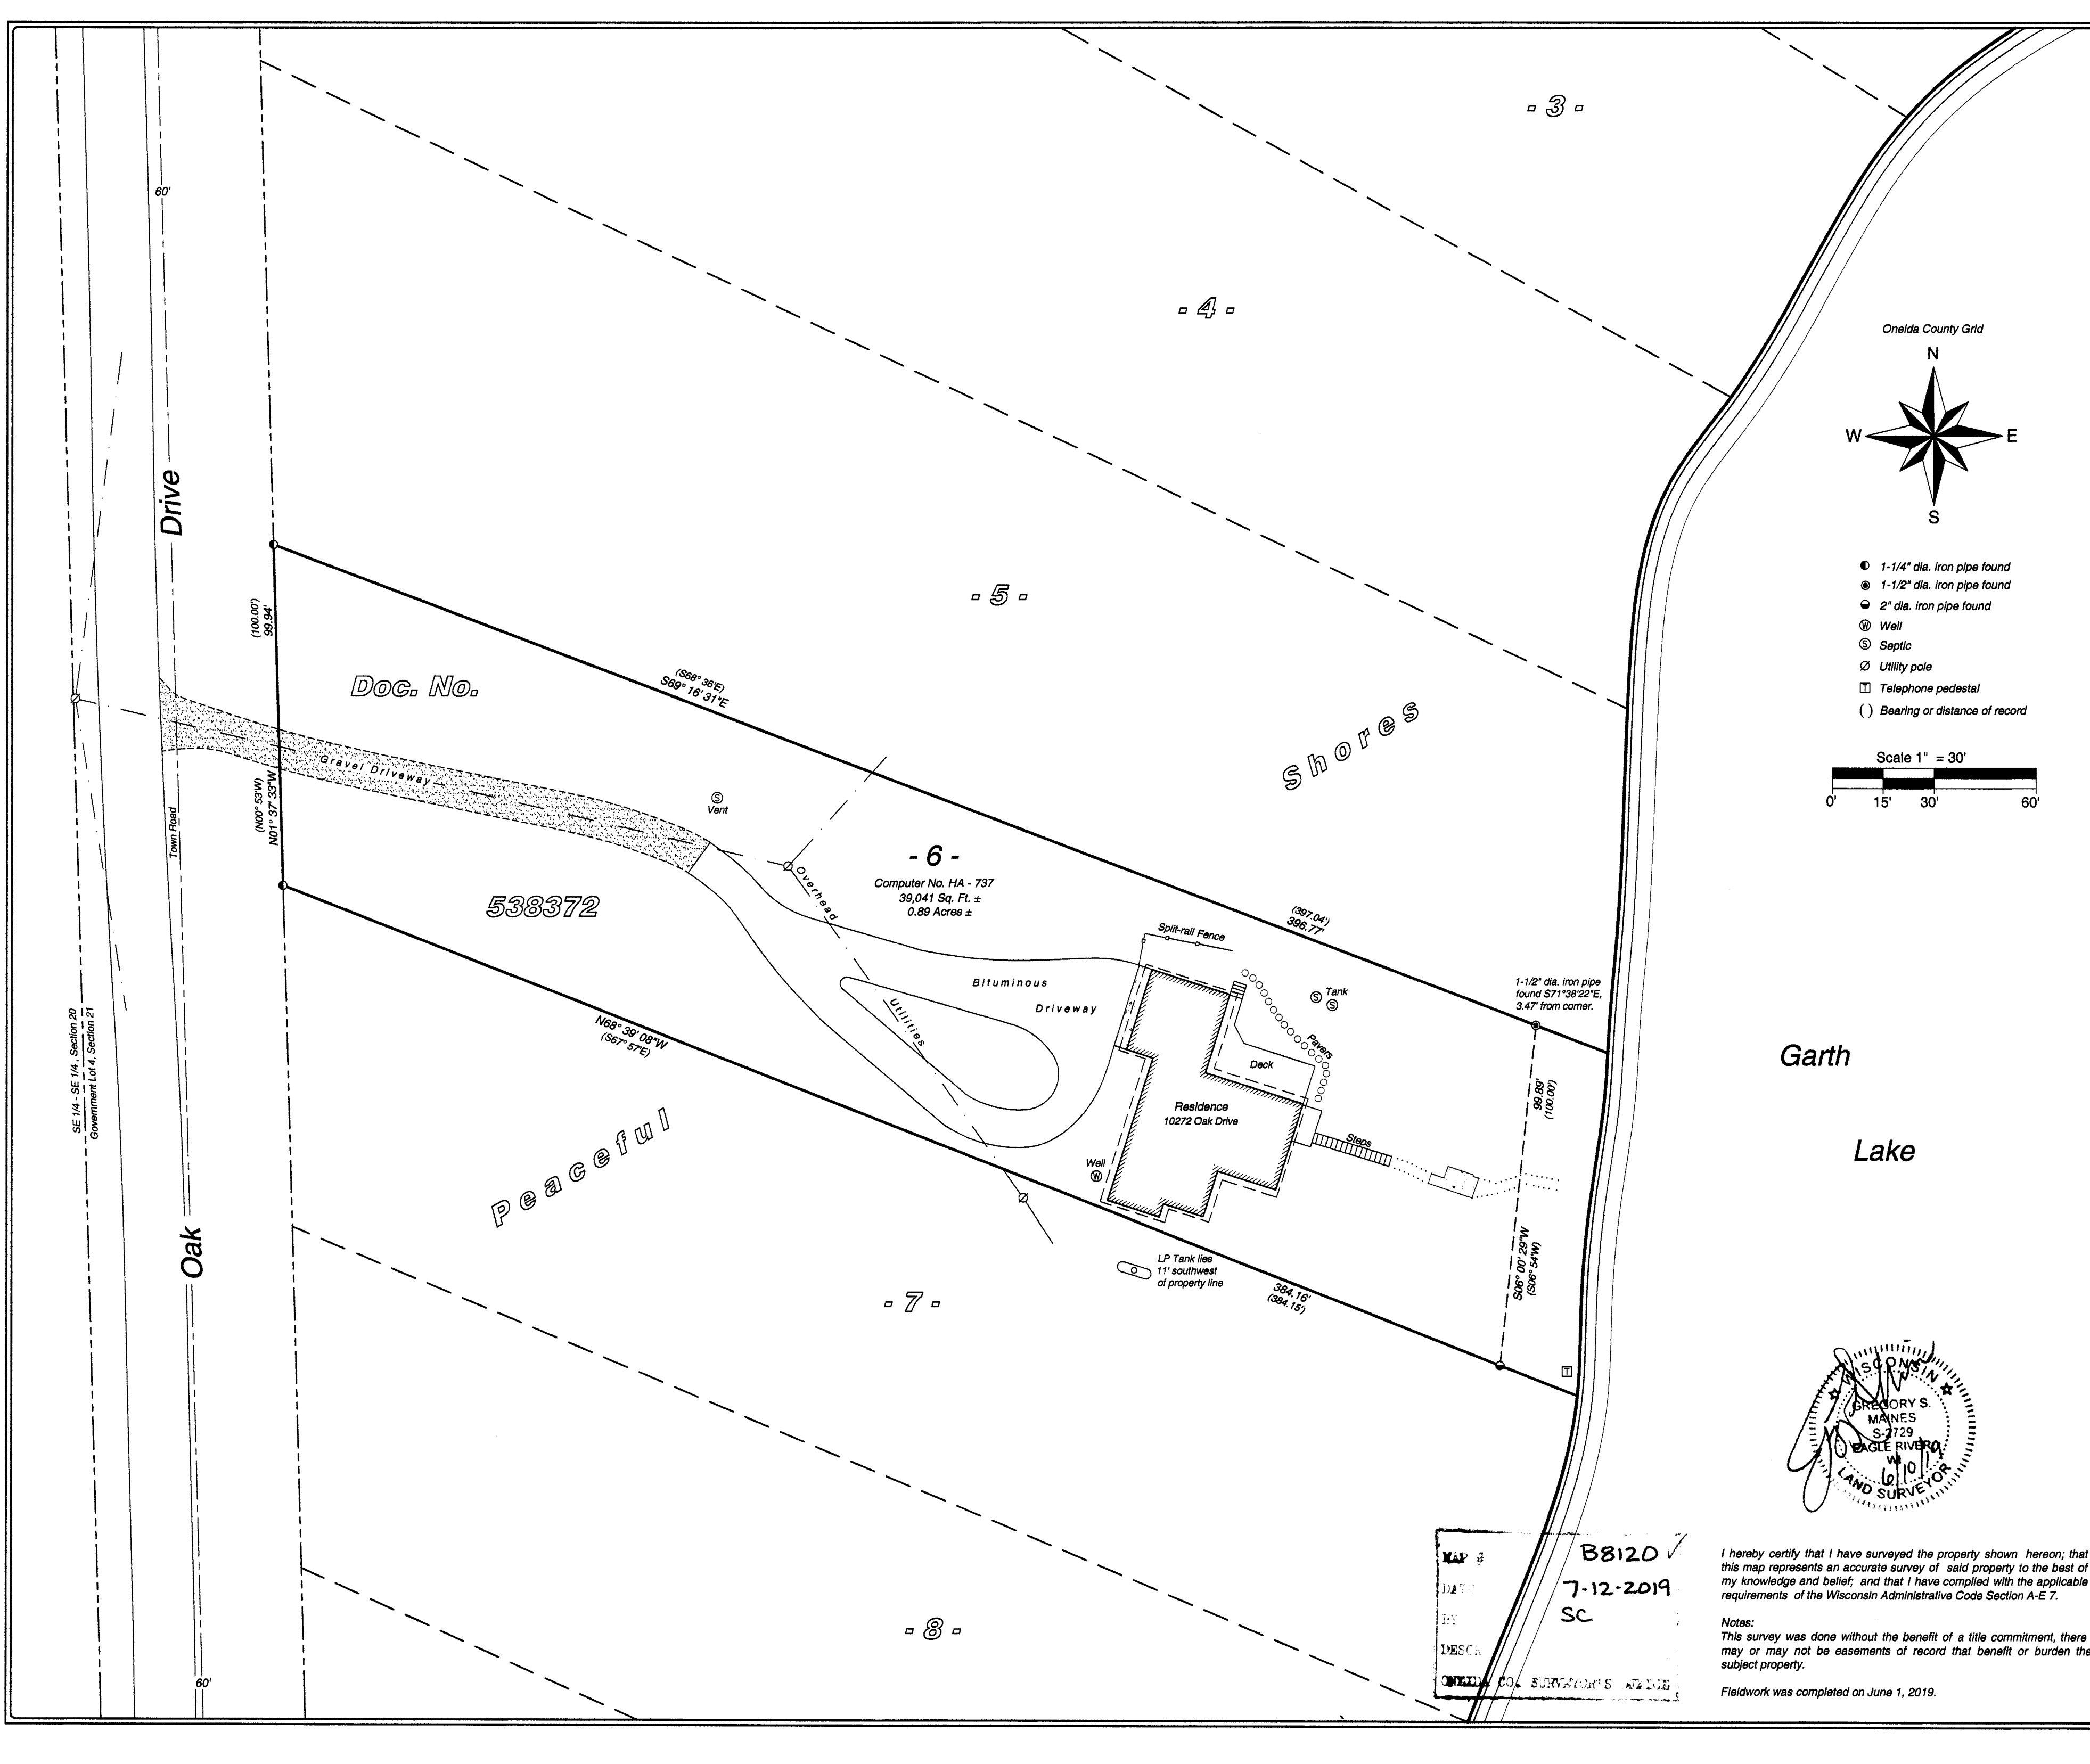 - 3 -
60'
- 4 -
Oneida County Grid
N
W
E
S
Drive
1-1/4" dia. iron pipe found
1-1/2" dia. iron pipe found
2" dia. iron pipe found
W Well
S Septic
Utility pole
T Telephone pedestal
( ) Bearing or distance of record
- 5 -
(100.00')
99.94'
Doc. No.
(S68° 36'E)
S69° 16' 31"E
Shores
Scale 1" = 30'
0' 15' 30' 60'
Gravel Driveway
(N00° 53'W)
N01° 37' 33"W
Town Road
S
Vent
- 6 -
Computer No. HA - 737
39,041 Sq. Ft. ±
0.89 Acres ±
Overhead
Utilities
538372
(397.04')
396.77'
Split-rail Fence
Bituminous
Driveway
S Tank
S
1-1/2" dia. iron pipe
found S71°38'22"E,
3.47' from corner.
Pavers
Deck
Residence
10272 Oak Drive
Steps
99.89'
(100.00')
Garth
Lake
SE 1/4 - SE 1/4 , Section 20
Government Lot 4, Section 21
N68° 39' 08"W
(S67° 57'E)
Peaceful
Well
W
S06° 00' 29"W
(S06° 54'W)
Oak
LP Tank lies
11' southwest
of property line
384.16'
(384.15')
- 7 -
T
WISCONSIN
GREGORY S.
MAINES
S-2729
EAGLE RIVER
WI
6/10/19
LAND SURVEYOR
- 8 -
60'
MAP # B8120 ✓
DATE 7-12-2019
BY SC
ONEIDA CO. SURVEYOR'S OFFICE
I hereby certify that I have surveyed the property shown hereon; that
this map represents an accurate survey of said property to the best of
my knowledge and belief; and that I have complied with the applicable
requirements of the Wisconsin Administrative Code Section A-E 7.
Notes:
This survey was done without the benefit of a title commitment, there
may or may not be easements of record that benefit or burden the
subject property.
Fieldwork was completed on June 1, 2019.